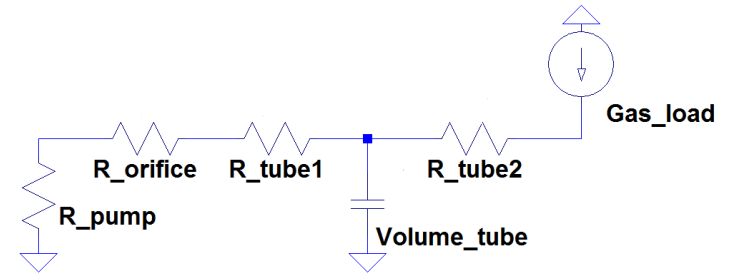 Gas_load
R_orifice
R_tube1
R_tube2
R_pump
Volume_tube